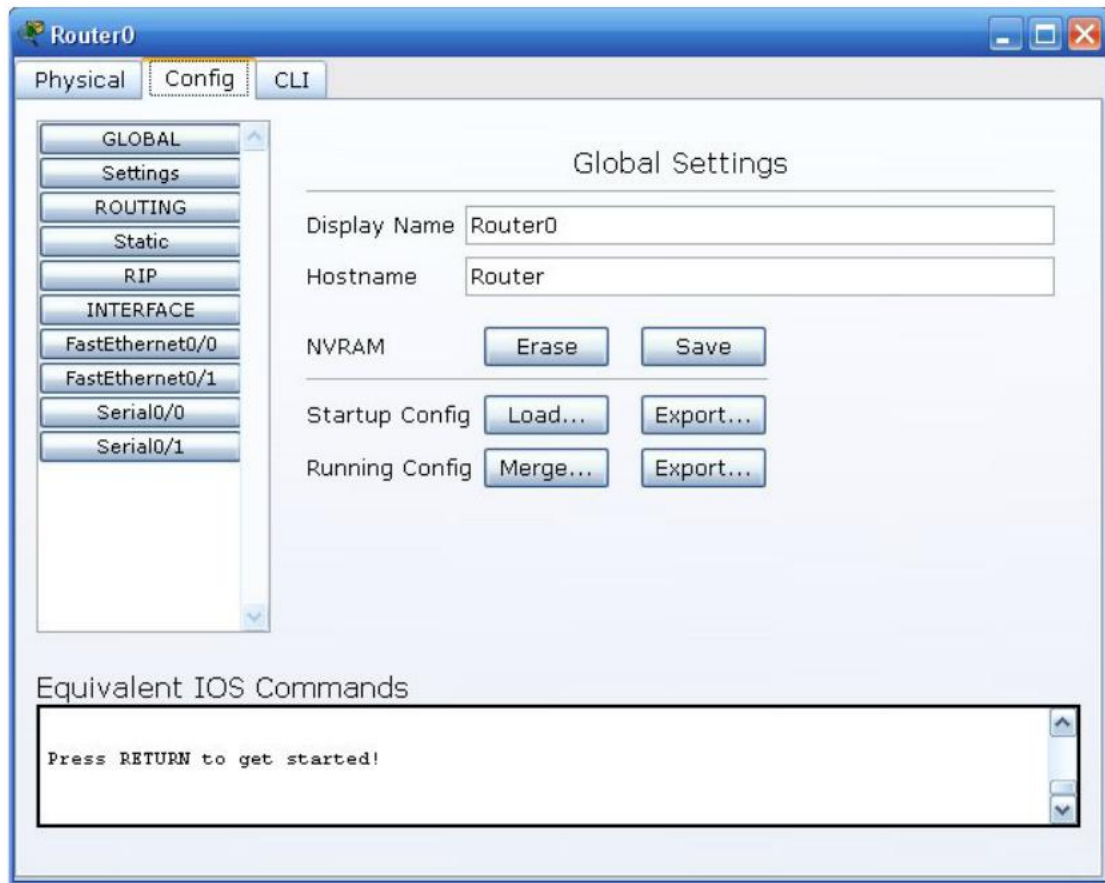 Router0
Physical Config CLI
GLOBAL
Settings
ROUTING
Static
RIP
INTERFACE
FastEthernet0/0
FastEthernet0/1
Serial0/0
Serial0/1
Global Settings
Display Name Router0
Hostname Router
NVRAM Erase Save
Startup Config Load... Export...
Running Config Merge... Export...
Equivalent IOS Commands
Press RETURN to get started!